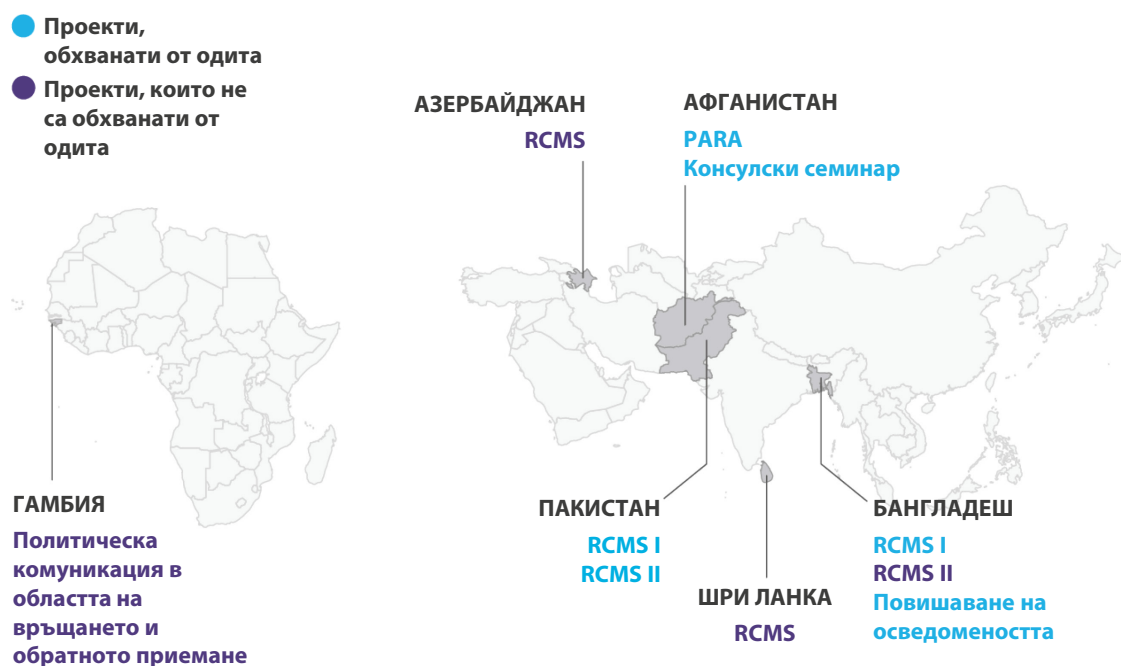 Проекти,
обхванати от одита
Проекти, които не
са обхванати от
одита
АЗЕРБАЙДЖАН
RCMS
АФГАНИСТАН
PARA
Консулски семинар
ГАМБИЯ
Политическа
комуникация в
областта на
връщането и
обратното приемане
ПАКИСТАН
RCMS I
RCMS II
ШРИ ЛАНКА
RCMS
БАНГЛАДЕШ
RCMS I
RCMS II
Повишаване на
осведомеността